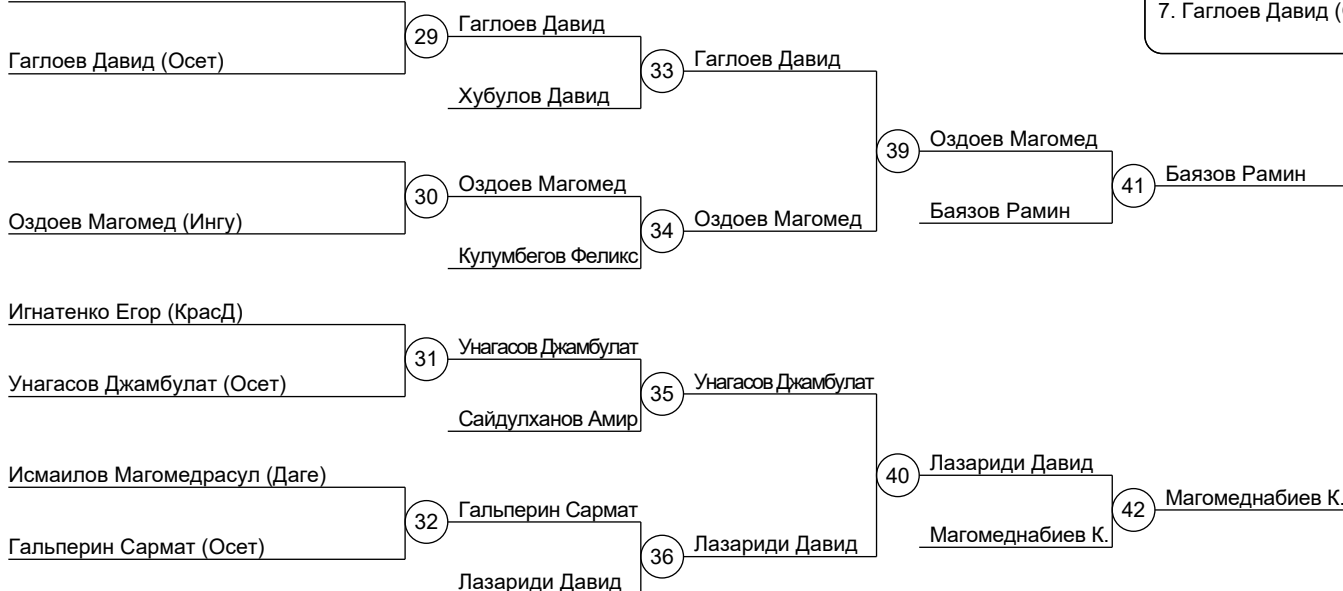 7. Гаглоев Давид (
29
Гаглоев Давид
Гаглоев Давид (Осет)
33
Гаглоев Давид
Хубулов Давид
39
Оздоев Магомед
41
Баязов Рамин
30
Оздоев Магомед
Баязов Рамин
Оздоев Магомед (Ингу)
34
Оздоев Магомед
Кулумбегов Феликс
Игнатенко Егор (КрасД)
31
Унагасов Джамбулат
Унагасов Джамбулат (Осет)
35
Унагасов Джамбулат
Сайдулханов Амир
40
Лазариди Давид
Исмаилов Магомедрасул (Даге)
42
Магомеднабиев К.
32
Гальперин Сармат
Магомеднабиев К.
Гальперин Сармат (Осет)
36
Лазариди Давид
Лазариди Давид